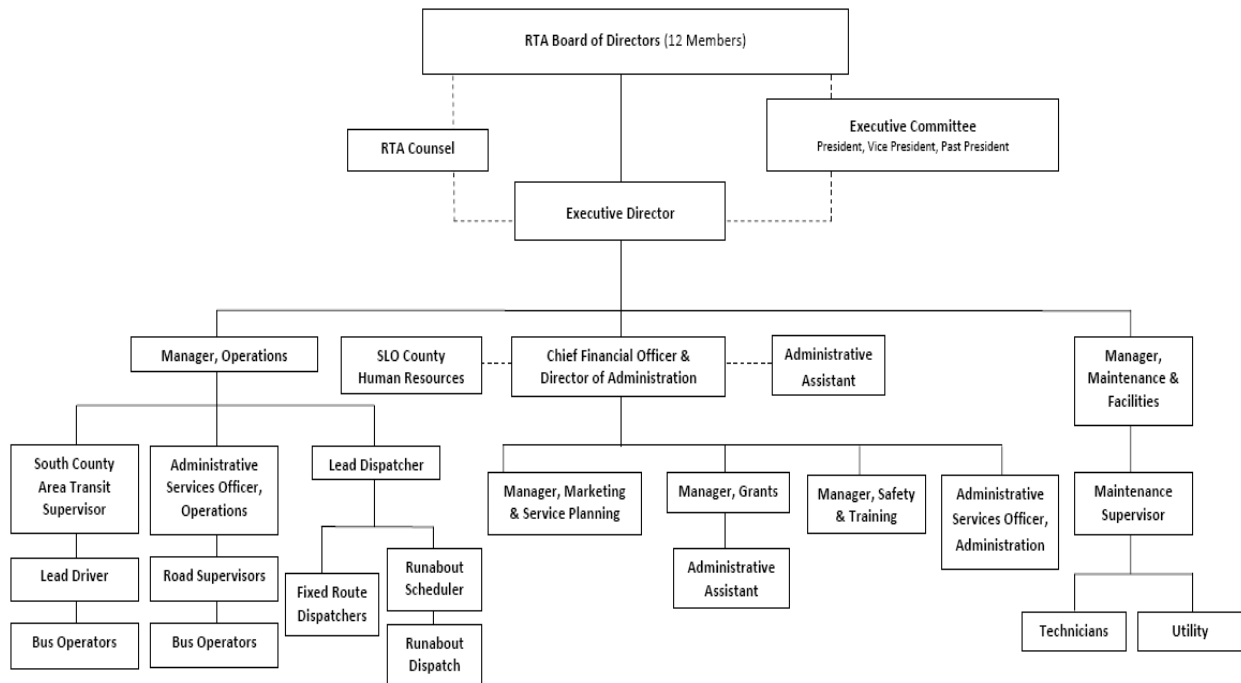 RTA Board of Directors (12 Members)
RTA Counsel
Executive Committee
President, Vice President, Past President
Executive Director
Manager, Operations
SLO County
Human Resources
Chief Financial Officer &
Director of Administration
Administrative
Assistant
Manager,
Maintenance &
Facilities
South County
Area Transit
Supervisor
Administrative
Services Officer,
Operations
Lead Dispatcher
Manager, Marketing
& Service Planning
Manager, Grants
Manager, Safety
& Training
Administrative
Services Officer,
Administration
Maintenance
Supervisor
Lead Driver
Road Supervisors
Fixed Route
Dispatchers
Runabout
Scheduler
Administrative
Assistant
Bus Operators
Bus Operators
Runabout
Dispatch
Technicians
Utility